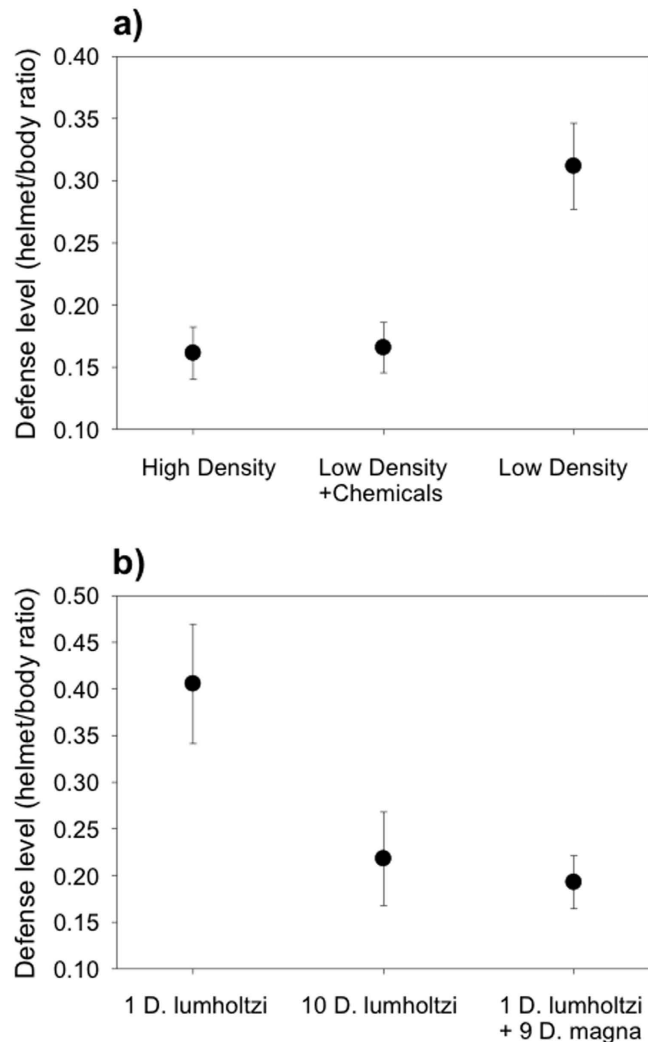 a)
Defense level (helmet/body ratio)
0.40
0.35
0.30
0.25
0.20
0.15
0.10
High Density
Low Density
+Chemicals
Low Density
b)
Defense level (helmet/body ratio)
0.50
0.45
0.40
0.35
0.30
0.25
0.20
0.15
0.10
1 D. lumholtzi
10 D. lumholtzi
1 D. lumholtzi
+ 9 D. magna